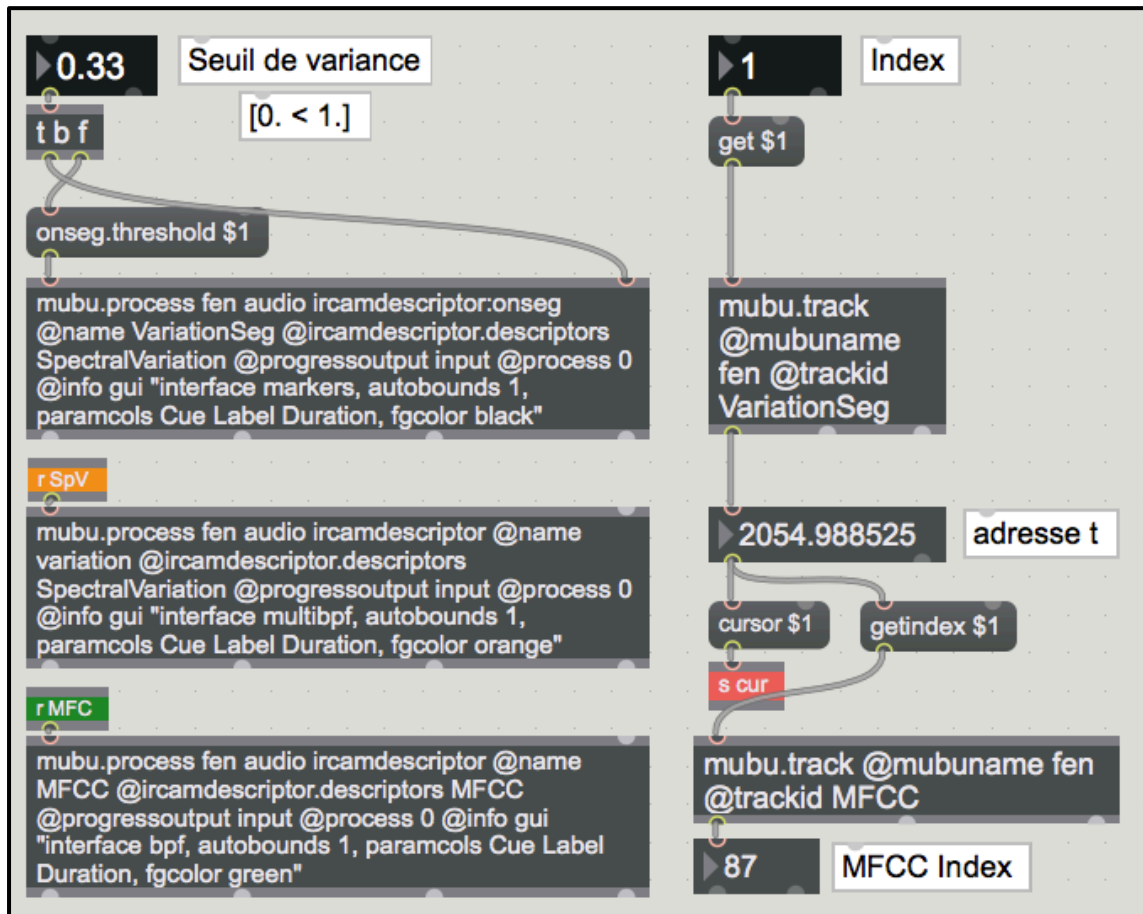 0.33
Seuil de variance
[0. < 1.]
t b f
onseg.threshold $1
mubu.process fen audio ircamdescriptor:onseg
@name VariationSeg @ircamdescriptor.descriptors
SpectralVariation @progressoutput input @process 0
@info gui "interface markers, autobounds 1,
paramcols Cue Label Duration, fgcolor black"
r SpV
mubu.process fen audio ircamdescriptor @name
variation @ircamdescriptor.descriptors
SpectralVariation @progressoutput input @process 0
@info gui "interface multibpf, autobounds 1,
paramcols Cue Label Duration, fgcolor orange"
r MFC
mubu.process fen audio ircamdescriptor @name
MFCC @ircamdescriptor.descriptors MFCC
@progressoutput input @process 0 @info gui
"interface bpf, autobounds 1, paramcols Cue Label
Duration, fgcolor green"
1
Index
get $1
mubu.track
@mubuname
fen @trackid
VariationSeg
2054.988525
adresse t
cursor $1
getindex $1
s cur
mubu.track @mubuname fen
@trackid MFCC
87
MFCC Index